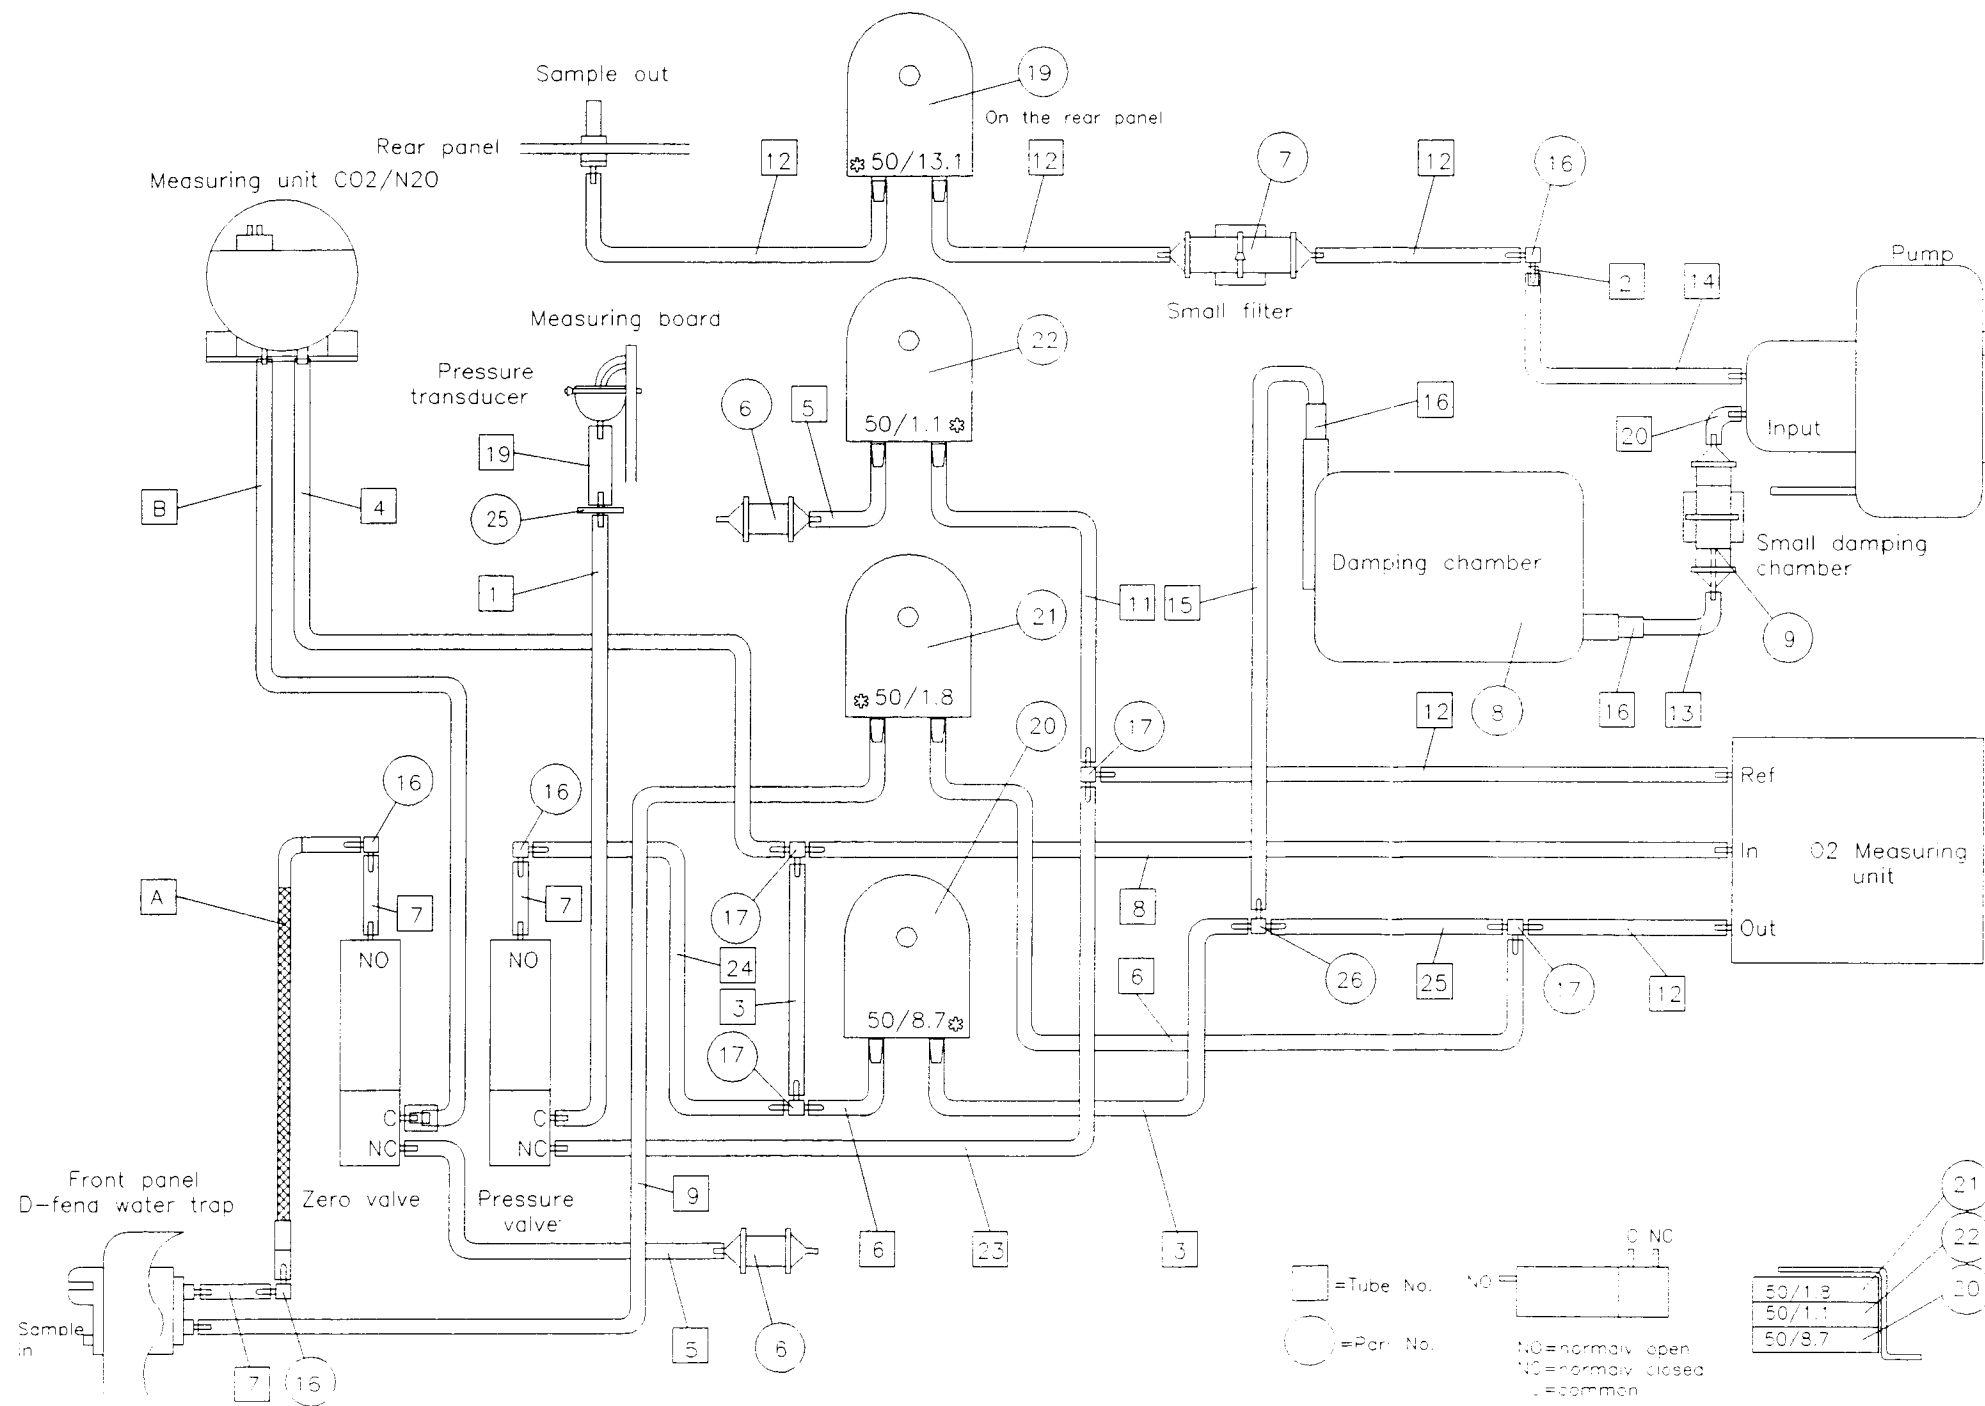 Sample out
19
On the rear panel
Rear panel
12
✱ 50/13.1
12
7
12
16
Measuring unit CO2/N2O
Pump
2
14
Small filter
Measuring board
22
Pressure
transducer
6
5
50/1.1 ✱
16
20
Input
19
B
4
25
Damping chamber
Small damping
chamber
1
11
15
21
9
✱ 50/1.8
20
17
12
8
16
13
16
16
Ref
In
O2 Measuring
unit
A
7
7
17
8
Out
NO
NO
24
6
26
25
17
12
3
50/8.7 ✱
17
C
C
NC
NC
Front panel
D-fend water trap
Zero valve
Pressure
valve
9
6
23
3
21
22
20
C NC
NO
=Tube No.
50/1.8
50/1.1
50/8.7
Sample
in
5
6
7
16
=Part No.
NO=normaly open
NC=normaly closed
=common